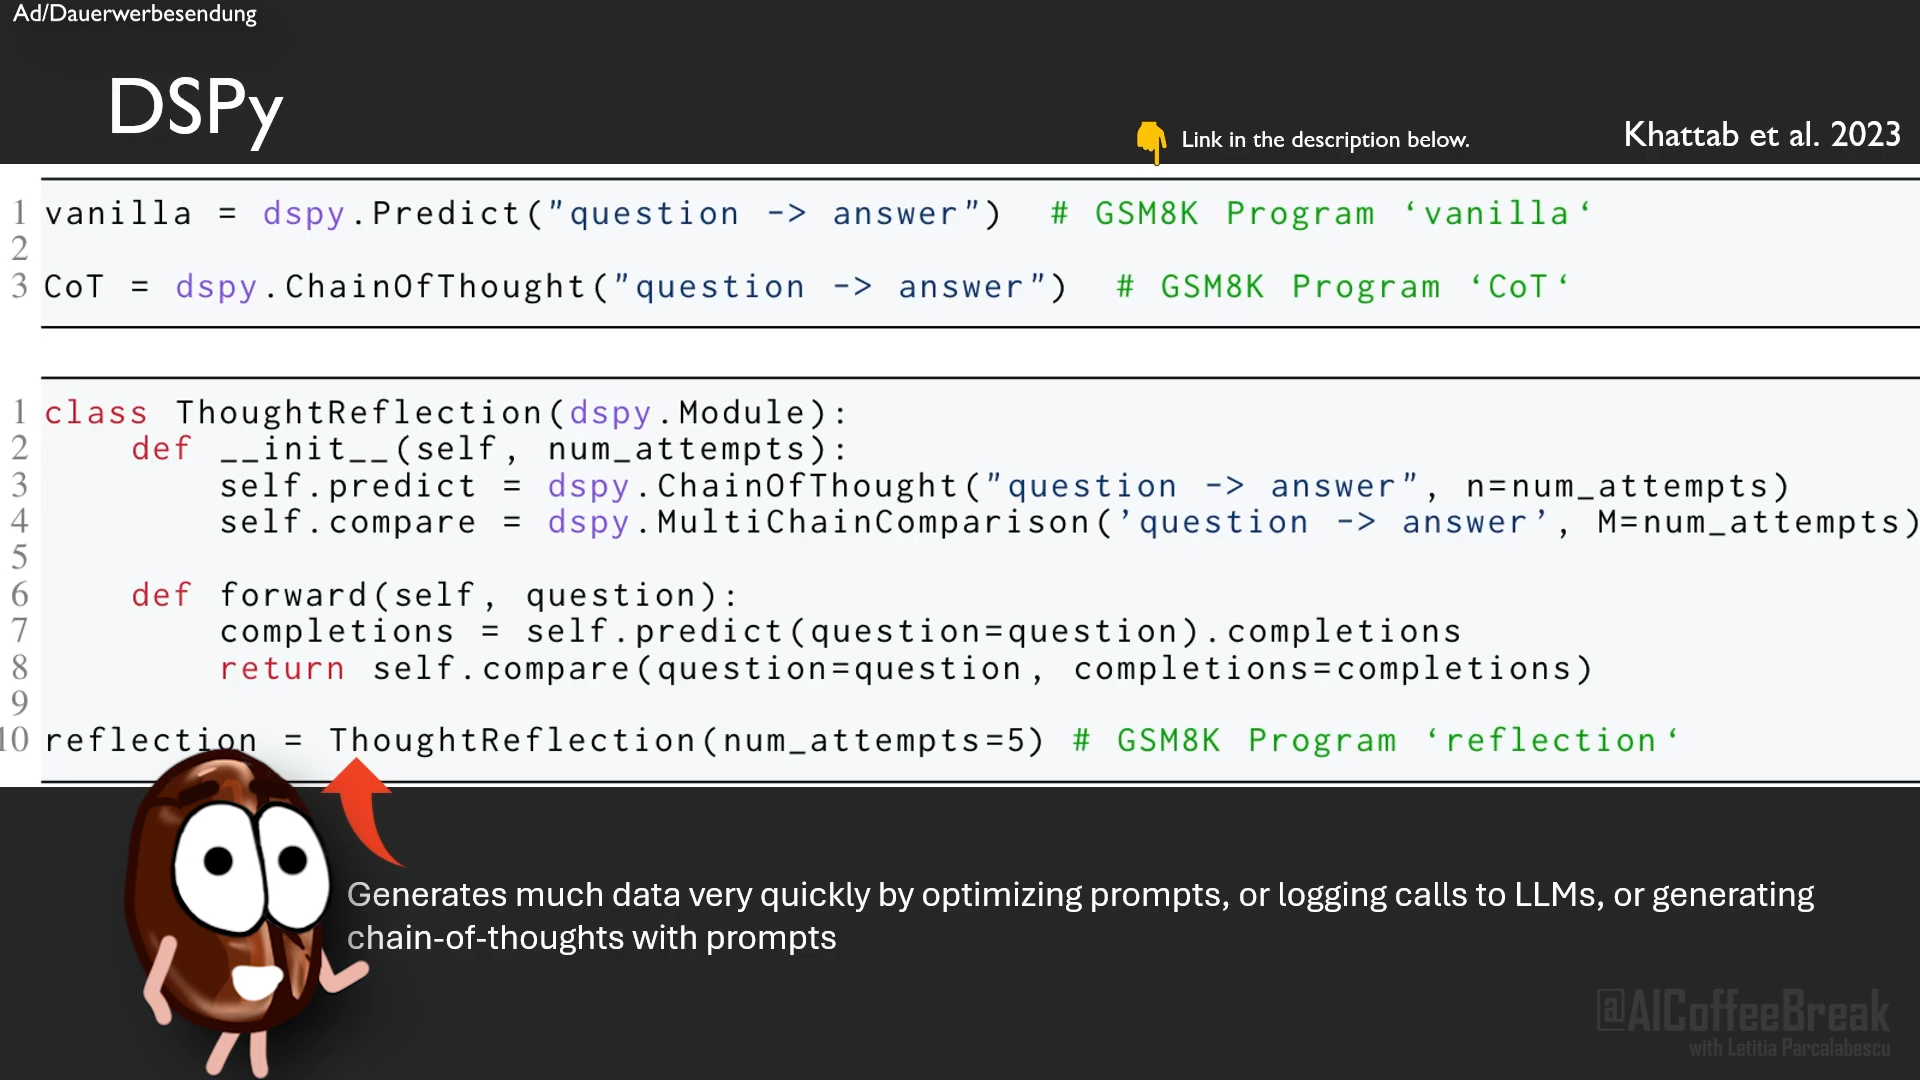 Ad/Dauerwerbesendung
DSPy
Link in the description below.
Khattab et al. 2023
1 vanilla = dspy.Predict("question -> answer")  # GSM8K Program ‘vanilla‘
2
3 CoT = dspy.ChainOfThought("question -> answer")  # GSM8K Program ‘CoT‘
1 class ThoughtReflection(dspy.Module):
2     def __init__(self, num_attempts):
3         self.predict = dspy.ChainOfThought("question -> answer", n=num_attempts)
4         self.compare = dspy.MultiChainComparison(’question -> answer’, M=num_attempts)
5
6     def forward(self, question):
7         completions = self.predict(question=question).completions
8         return self.compare(question=question, completions=completions)
9
10 reflection = ThoughtReflection(num_attempts=5) # GSM8K Program ‘reflection‘
Generates much data very quickly by optimizing prompts, or logging calls to LLMs, or generating
chain-of-thoughts with prompts
@AICoffeeBreak
with Letitia Parcalabescu